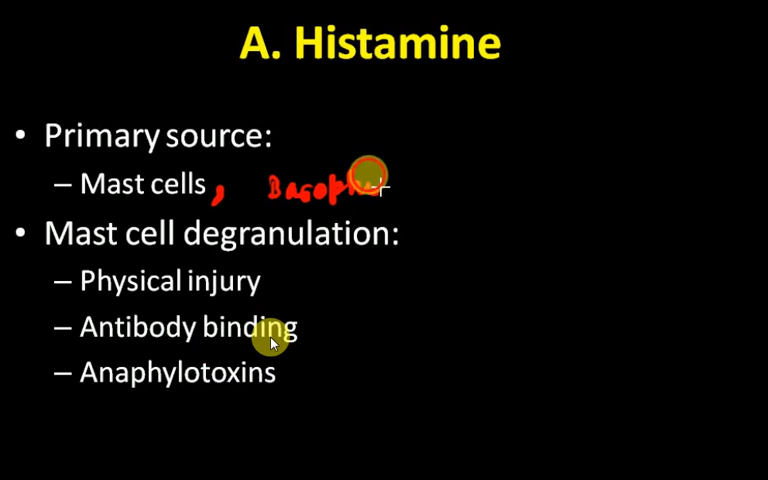 A. Histamine
• Primary source:
– Mast cells,
• Mast cell degranulation:
– Physical injury
– Antibody binding
– Anaphylotoxins